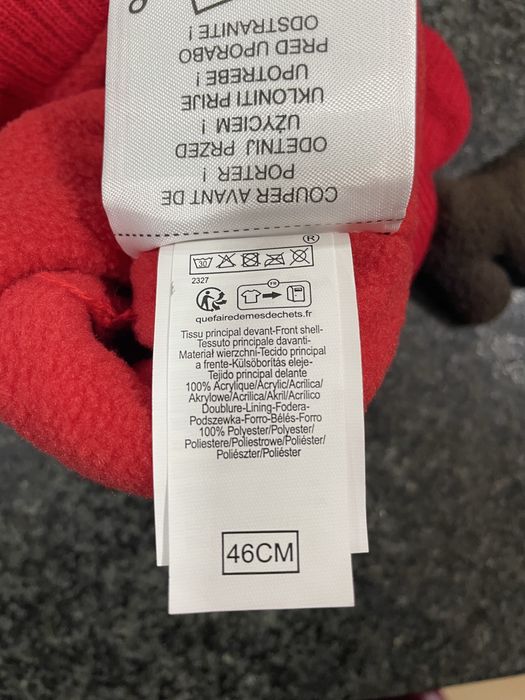 COUPER AVANT DE
PORTER !
ODETNIJ PRZED
UŻYCIEM !
UKLONITI PRIJE
UPOTREBE !
PRED UPORABO
ODSTRANITE !
®
30
2327
FR
quefairedemesdechets.fr
Tissu principal devant-Front shell-
Tessuto principale davanti-
Materiał wierzchni-Tecido principal
a frente-Külsőborítás eleje-
Tejido principal delante
100% Acrylique/Acrylic/Acrilica/
Akrylowe/Acrílica/Akril/Acrílico
Doublure-Lining-Fodera-
Podszewka-Forro-Bélés-Forro
100% Polyester/Polyester/
Poliestere/Poliestrowe/Poliéster/
Poliészter/Poliéster
46CM